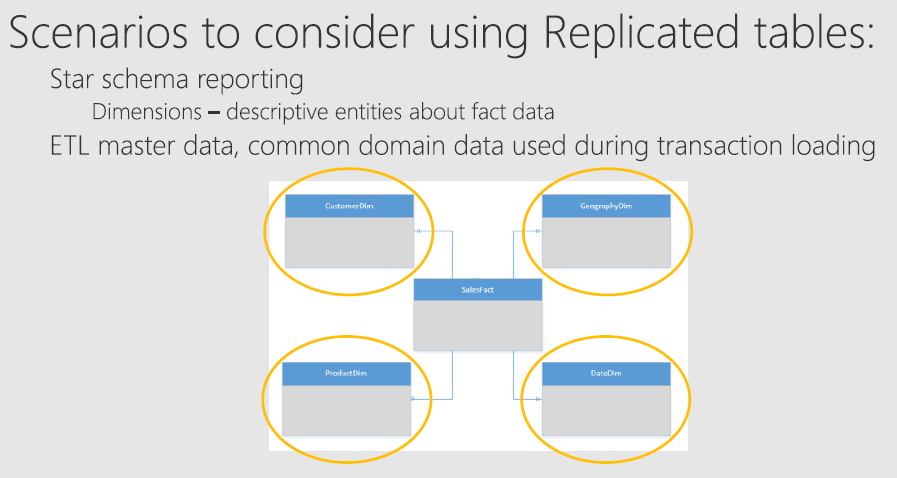 Scenarios to consider using Replicated tables:
Star schema reporting
Dimensions – descriptive entities about fact data
ETL master data, common domain data used during transaction loading
CustomerDim
GeographyDim
SalesFact
ProductDim
DateDim